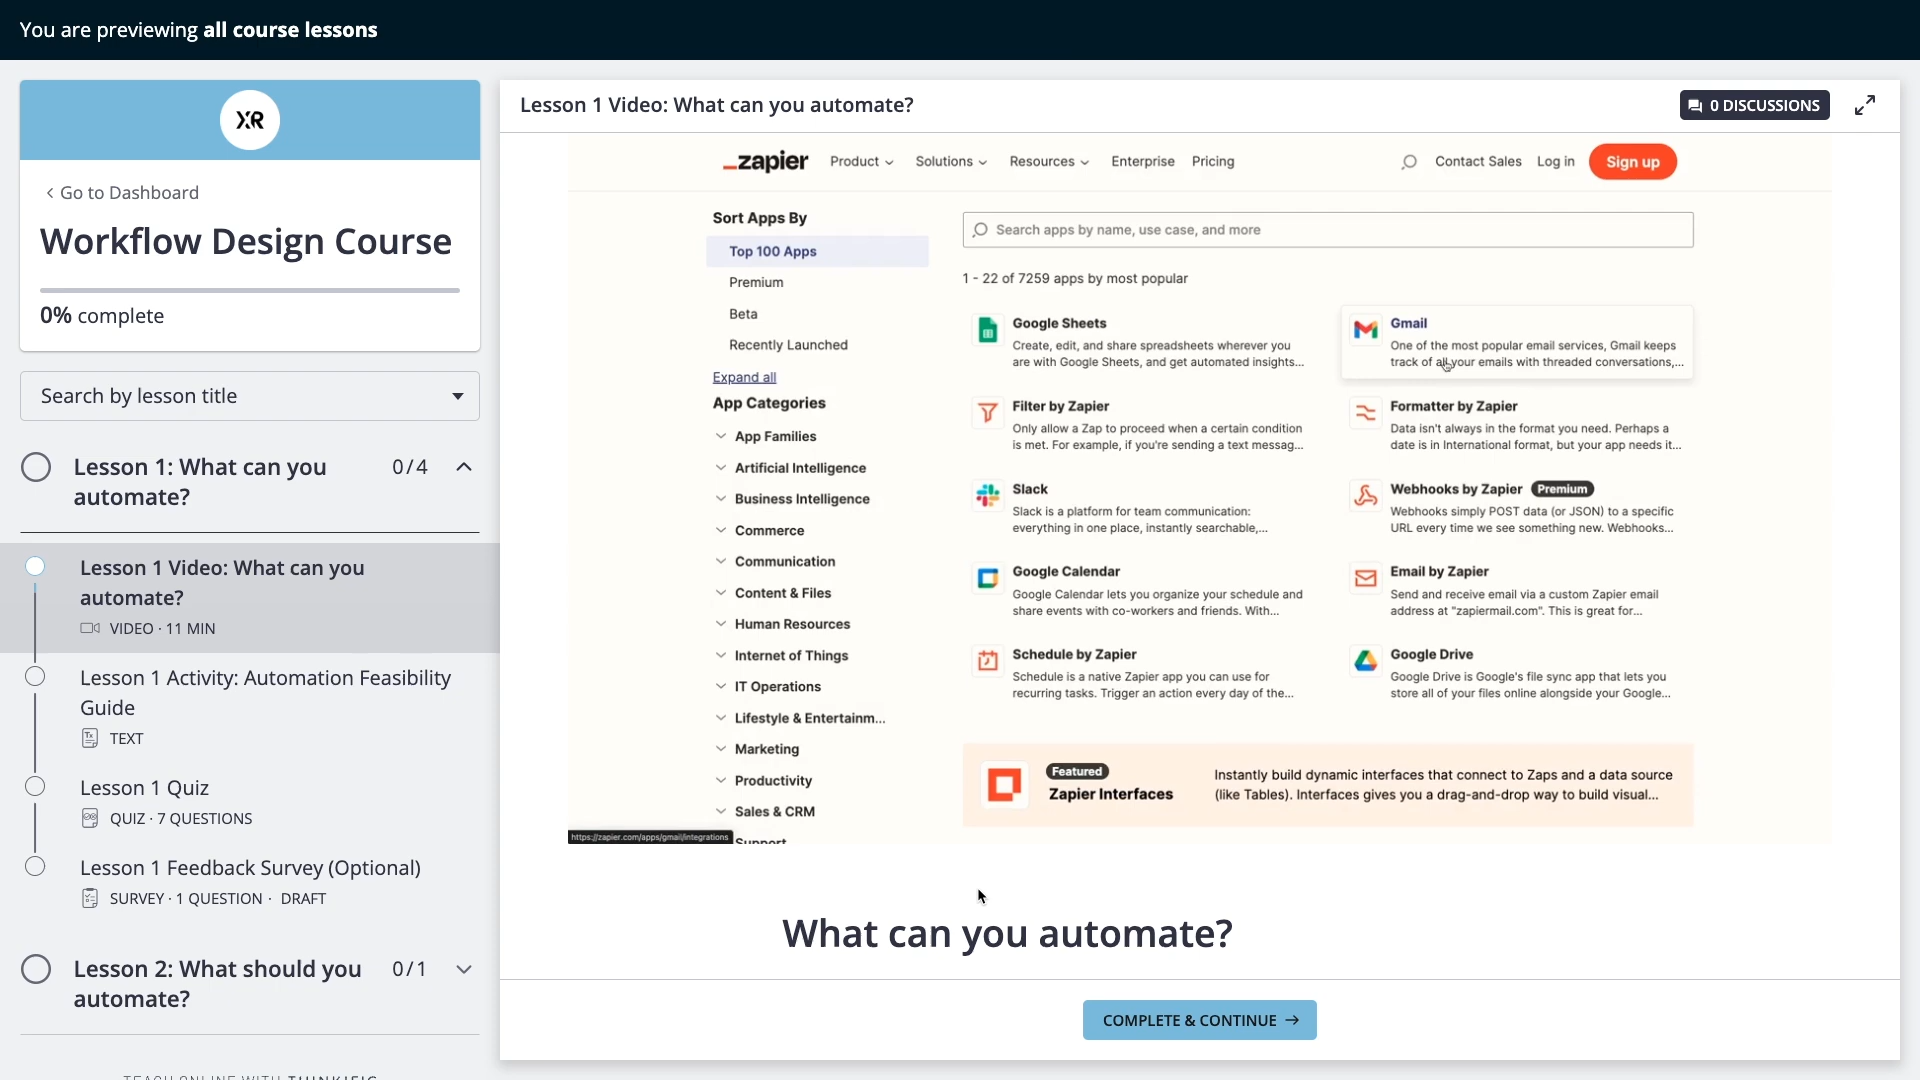 You are previewing all course lessons
XR
Go to Dashboard
Workflow Design Course
0% complete
Search by lesson title
Lesson 1: What can you
automate?
0/4
Lesson 1 Video: What can you
automate?
VIDEO · 11 MIN
Lesson 1 Activity: Automation Feasibility
Guide
TEXT
Lesson 1 Quiz
QUIZ · 7 QUESTIONS
Lesson 1 Feedback Survey (Optional)
SURVEY · 1 QUESTION · DRAFT
Lesson 2: What should you
automate?
0/1
TEACH ONLINE WITH THINKIFIC
Lesson 1 Video: What can you automate?
0 DISCUSSIONS
_zapier
Product
Solutions
Resources
Enterprise
Pricing
Contact Sales
Log in
Sign up
Sort Apps By
Top 100 Apps
Premium
Beta
Recently Launched
Expand all
App Categories
App Families
Artificial Intelligence
Business Intelligence
Commerce
Communication
Content & Files
Human Resources
Internet of Things
IT Operations
Lifestyle & Entertainm...
Marketing
Productivity
Sales & CRM
Support
https://zapier.com/apps/gmail/integrations
Search apps by name, use case, and more
1 - 22 of 7259 apps by most popular
Google Sheets
Create, edit, and share spreadsheets wherever you
are with Google Sheets, and get automated insights...
Gmail
One of the most popular email services, Gmail keeps
track of all your emails with threaded conversations,...
Filter by Zapier
Only allow a Zap to proceed when a certain condition
is met. For example, if you're sending a text messag...
Formatter by Zapier
Data isn't always in the format you need. Perhaps a
date is in International format, but your app needs it...
Slack
Slack is a platform for team communication:
everything in one place, instantly searchable,...
Webhooks by Zapier Premium
Webhooks simply POST data (or JSON) to a specific
URL every time we see something new. Webhooks...
Google Calendar
Google Calendar lets you organize your schedule and
share events with co-workers and friends. With...
Email by Zapier
Send and receive email via a custom Zapier email
address at "zapiermail.com". This is great for...
Schedule by Zapier
Schedule is a native Zapier app you can use for
recurring tasks. Trigger an action every day of the...
Google Drive
Google Drive is Google's file sync app that lets you
store all of your files online alongside your Google...
Featured
Zapier Interfaces
Instantly build dynamic interfaces that connect to Zaps and a data source
(like Tables). Interfaces gives you a drag-and-drop way to build visual...
What can you automate?
COMPLETE & CONTINUE